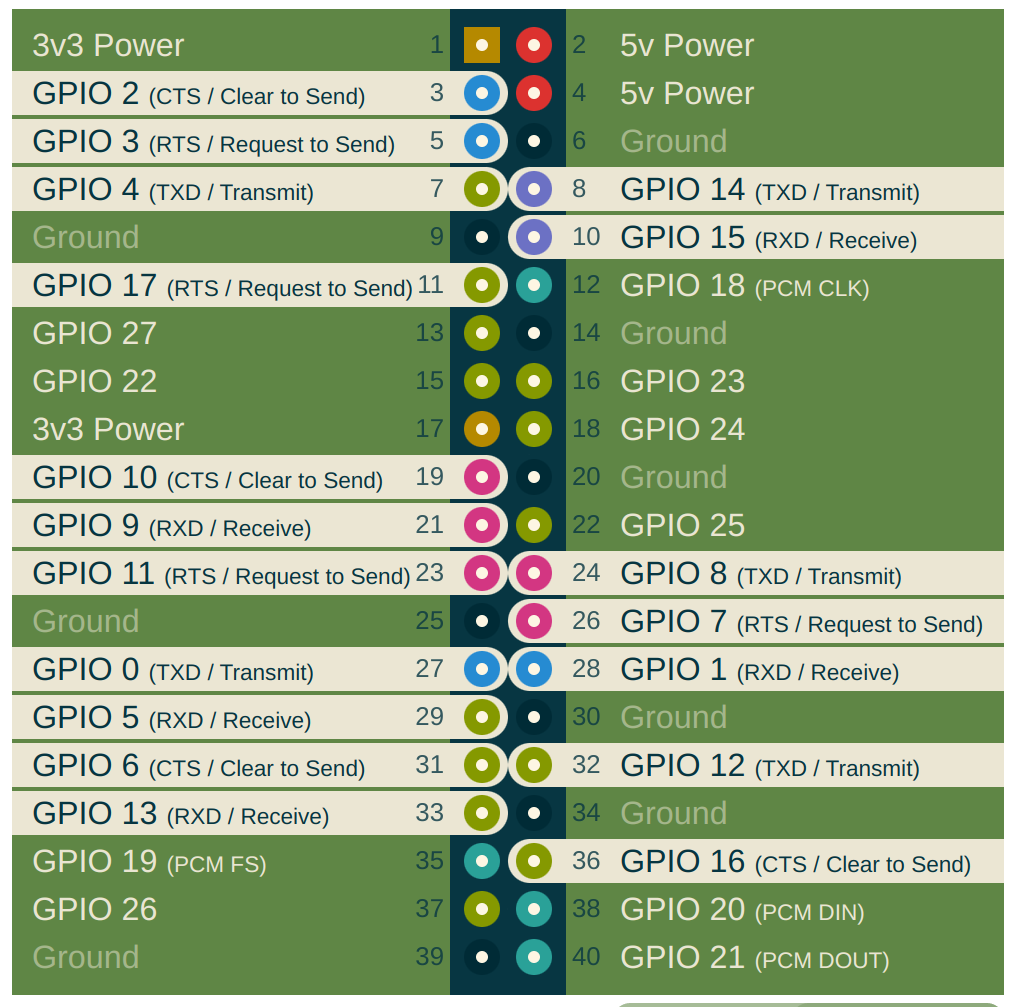 3v3 Power 1 2 5v Power
GPIO 2 (CTS / Clear to Send) 3 4 5v Power
GPIO 3 (RTS / Request to Send) 5 6 Ground
GPIO 4 (TXD / Transmit) 7 8 GPIO 14 (TXD / Transmit)
Ground 9 10 GPIO 15 (RXD / Receive)
GPIO 17 (RTS / Request to Send) 11 12 GPIO 18 (PCM CLK)
GPIO 27 13 14 Ground
GPIO 22 15 16 GPIO 23
3v3 Power 17 18 GPIO 24
GPIO 10 (CTS / Clear to Send) 19 20 Ground
GPIO 9 (RXD / Receive) 21 22 GPIO 25
GPIO 11 (RTS / Request to Send) 23 24 GPIO 8 (TXD / Transmit)
Ground 25 26 GPIO 7 (RTS / Request to Send)
GPIO 0 (TXD / Transmit) 27 28 GPIO 1 (RXD / Receive)
GPIO 5 (RXD / Receive) 29 30 Ground
GPIO 6 (CTS / Clear to Send) 31 32 GPIO 12 (TXD / Transmit)
GPIO 13 (RXD / Receive) 33 34 Ground
GPIO 19 (PCM FS) 35 36 GPIO 16 (CTS / Clear to Send)
GPIO 26 37 38 GPIO 20 (PCM DIN)
Ground 39 40 GPIO 21 (PCM DOUT)